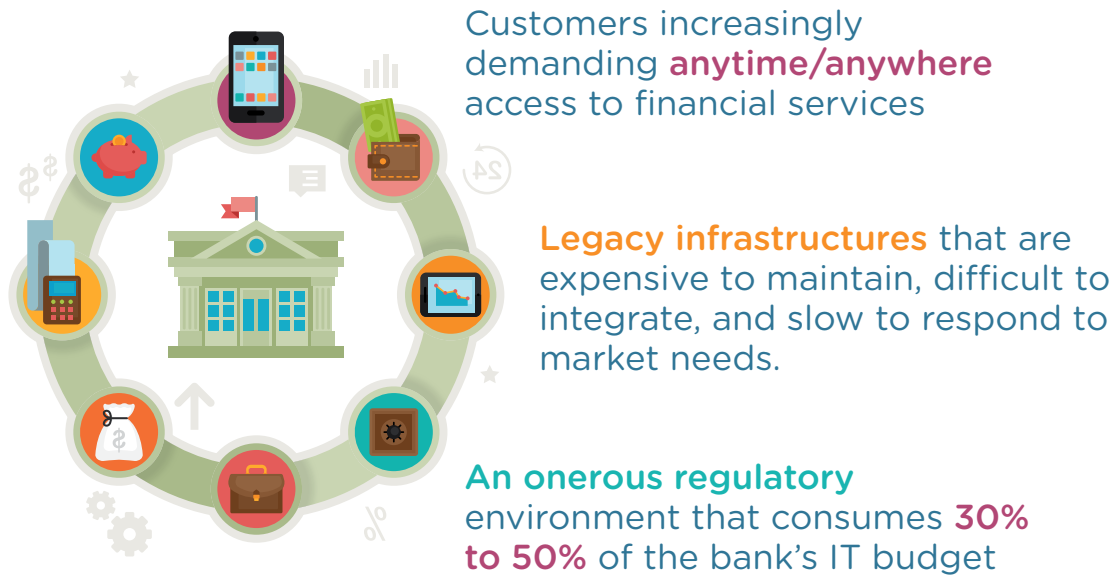 Customers increasingly
demanding anytime/anywhere
access to financial services
24
$ $
Legacy infrastructures that are
expensive to maintain, difficult to
integrate, and slow to respond to
market needs.
$
An onerous regulatory
environment that consumes 30%
to 50% of the bank's IT budget
%